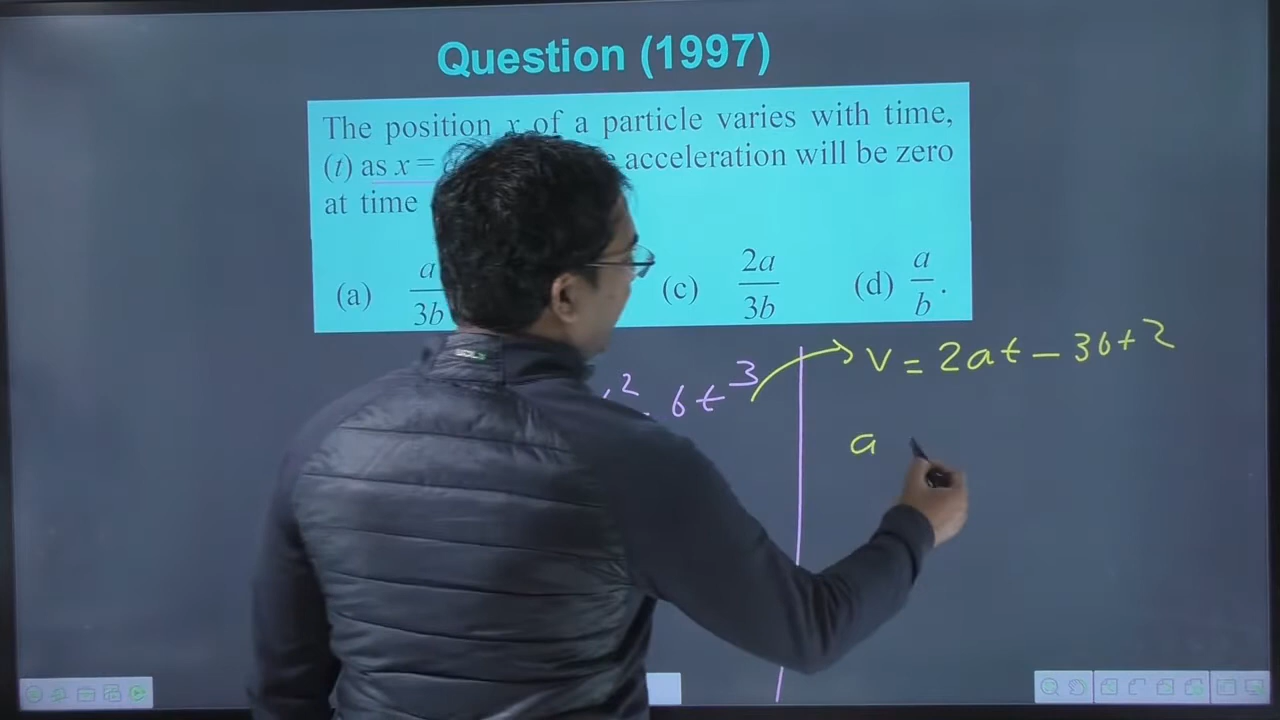 Question (1997)
The position x of a particle varies with time,
(t) as x = acceleration will be zero
at time
(a) a/3b (c) 2a/3b (d) a/b.
2 - bt3
v = 2at - 3bt2
a